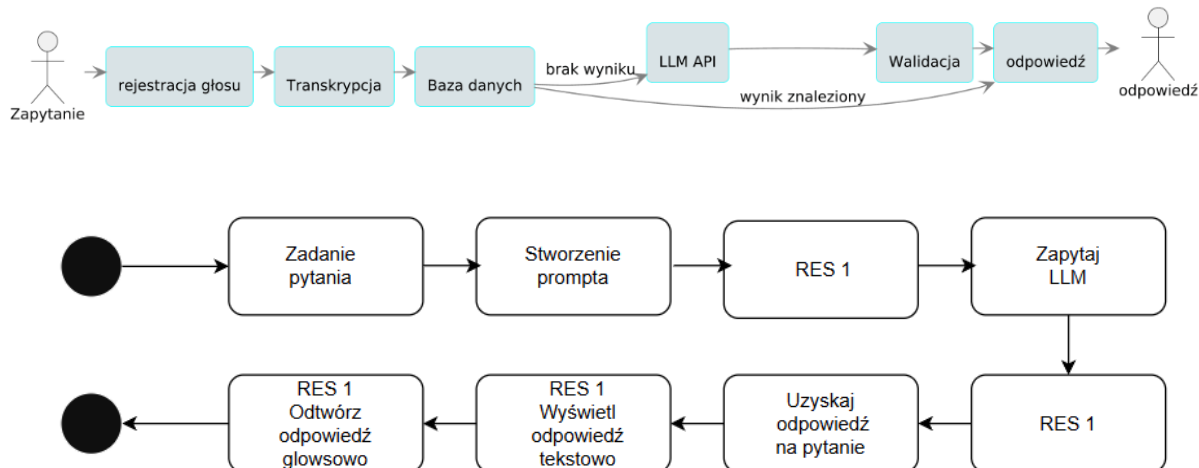 Zapytanie
rejestracja głosu
Transkrypcja
Baza danych
brak wyniku
LLM API
wynik znaleziony
Walidacja
odpowiedź
odpowiedź
Zadanie
pytania
Stworzenie
prompta
RES 1
Zapytaj
LLM
RES 1
Odtwórz
odpowiedź
glowsowo
RES 1
Wyświetl
odpowiedź
tekstowo
Uzyskaj
odpowiedź
na pytanie
RES 1